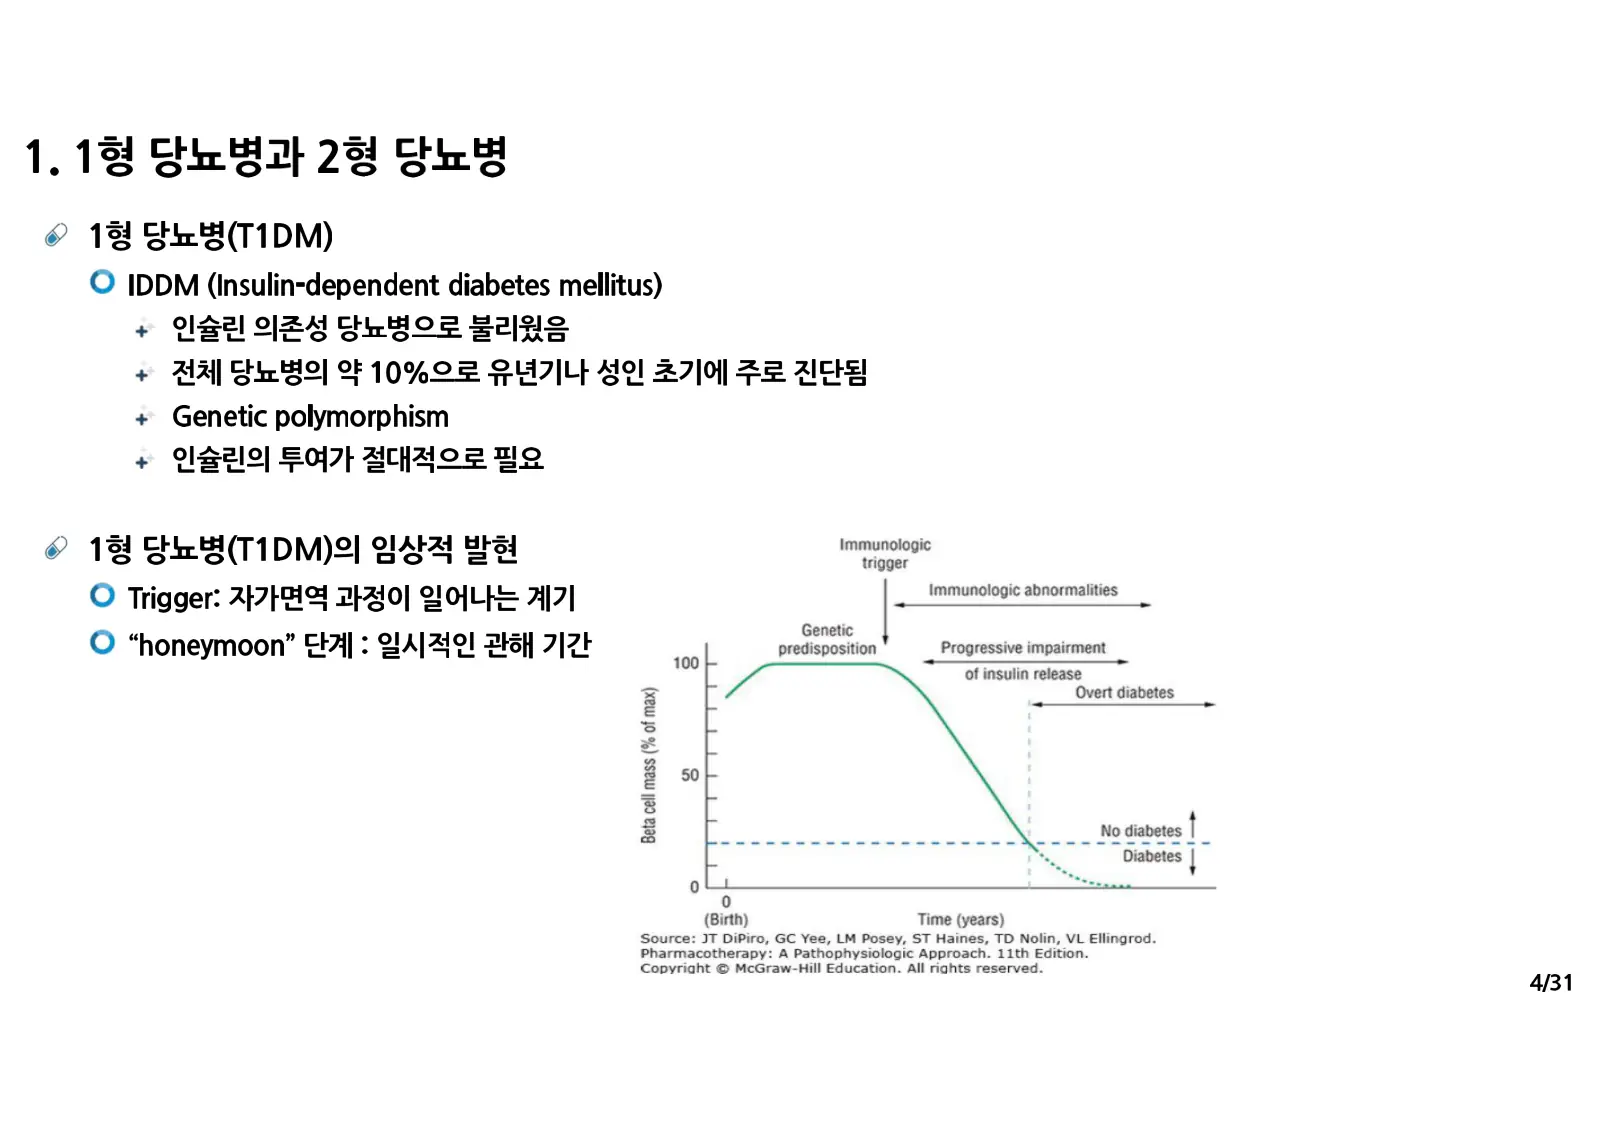 1. 1형 당뇨병과 2형 당뇨병
1형 당뇨병(T1DM)
IDDM (Insulin-dependent diabetes mellitus)
인슐린 의존성 당뇨병으로 불리웠음
전체 당뇨병의 약 10%으로 유년기나 성인 초기에 주로 진단됨
Genetic polymorphism
인슐린의 투여가 절대적으로 필요
1형 당뇨병(T1DM)의 임상적 발현
Trigger: 자가면역 과정이 일어나는 계기
“honeymoon” 단계 : 일시적인 관해 기간
Immunologic
trigger
Immunologic abnormalities
Genetic
predisposition
Progressive impairment
of insulin release
Overt diabetes
Beta cell mass (% of max)
100
50
0
No diabetes
Diabetes
0
(Birth)
Time (years)
Source: JT DiPiro, GC Yee, LM Posey, ST Haines, TD Nolin, VL Ellingrod.
Pharmacotherapy: A Pathophysiologic Approach. 11th Edition.
Copyright © McGraw-Hill Education. All rights reserved.
4/31